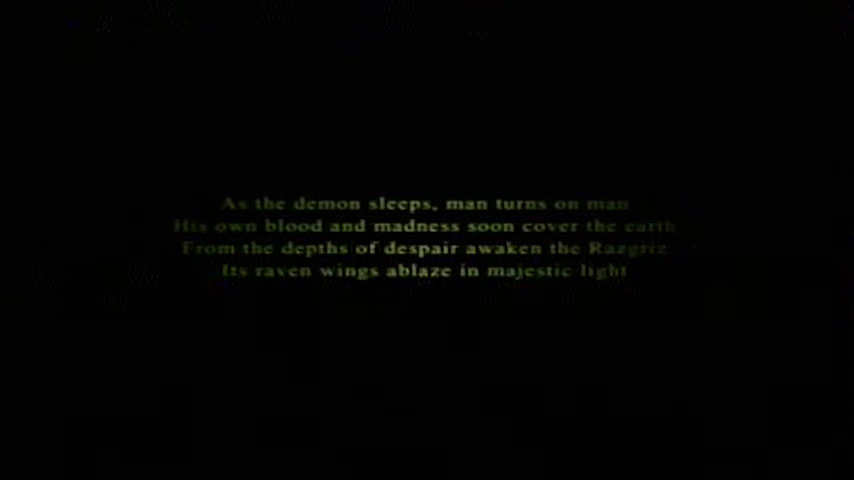 As the demon sleeps, man turns on man
His own blood and madness soon cover the earth
From the depths of despair awaken the Razgriz
Its raven wings ablaze in majestic light